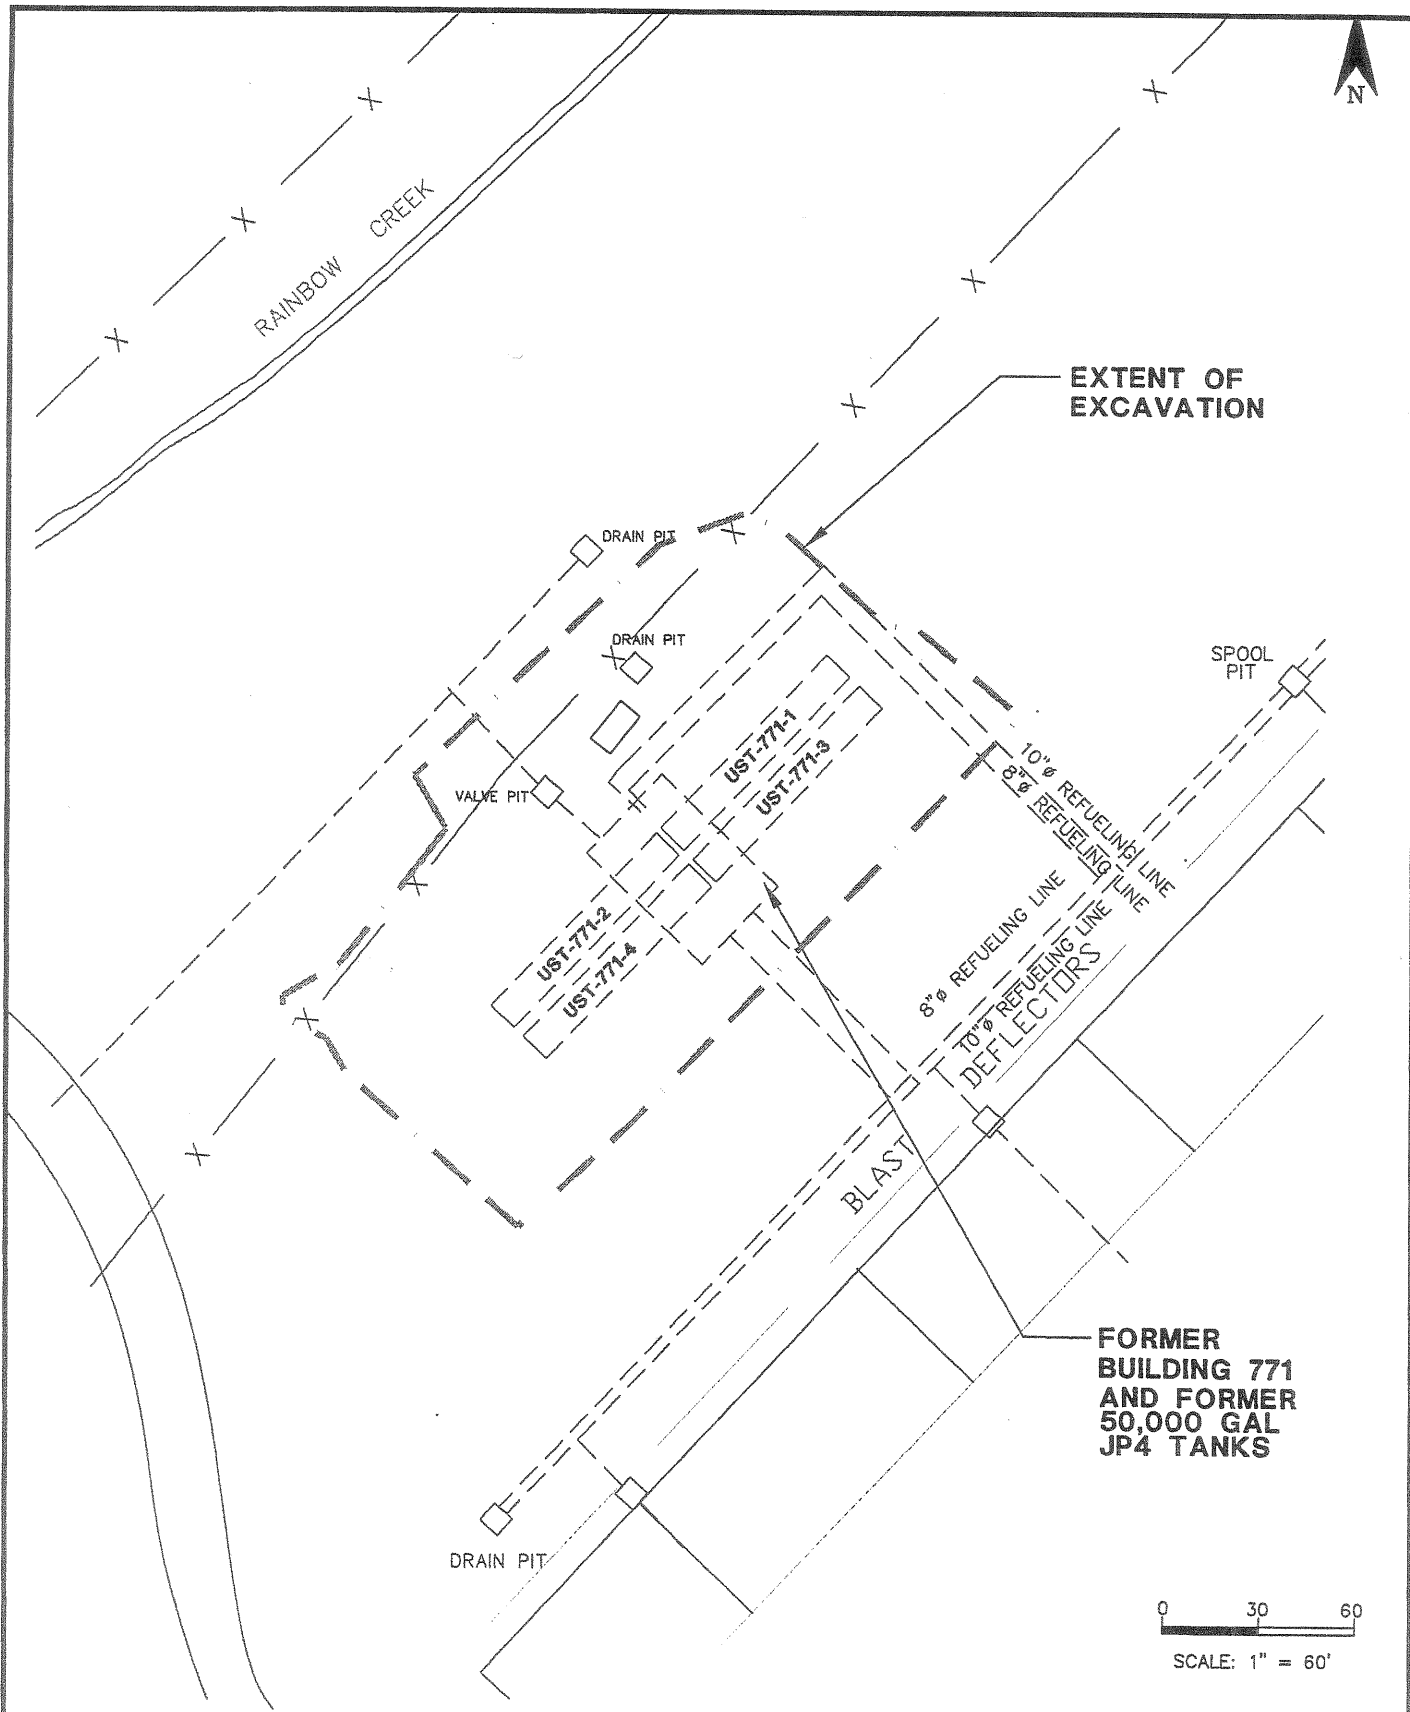 N
RAINBOW CREEK
EXTENT OF
EXCAVATION
DRAIN PIT
DRAIN PIT
SPOOL
PIT
UST-771-1
UST-771-3
VALVE PIT
10"ø REFUELING LINE
8"ø REFUELING LINE
UST-771-2
UST-771-4
8"ø REFUELING LINE
10"ø REFUELING LINE
BLAST DEFLECTORS
FORMER
BUILDING 771
AND FORMER
50,000 GAL
JP4 TANKS
DRAIN PIT
0 30 60
SCALE: 1" = 60'